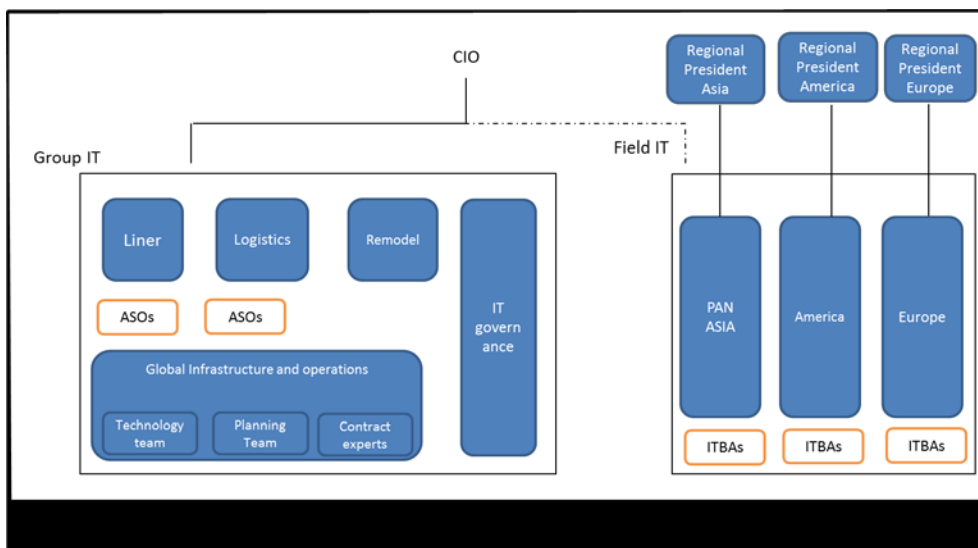 CIO
Regional
President
Asia
Regional
President
America
Regional
President
Europe
Group IT
Field IT
Liner
Logistics
Remodel
IT
govern
ance
ASOs
ASOs
Global Infrastructure and operations
Technology
team
Planning
Team
Contract
experts
PAN
ASIA
America
Europe
ITBAs
ITBAs
ITBAs